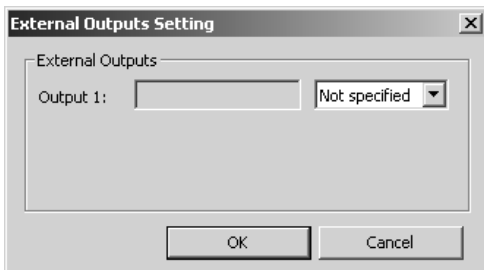 External Outputs Setting
External Outputs
Output 1: Not specified
OK Cancel